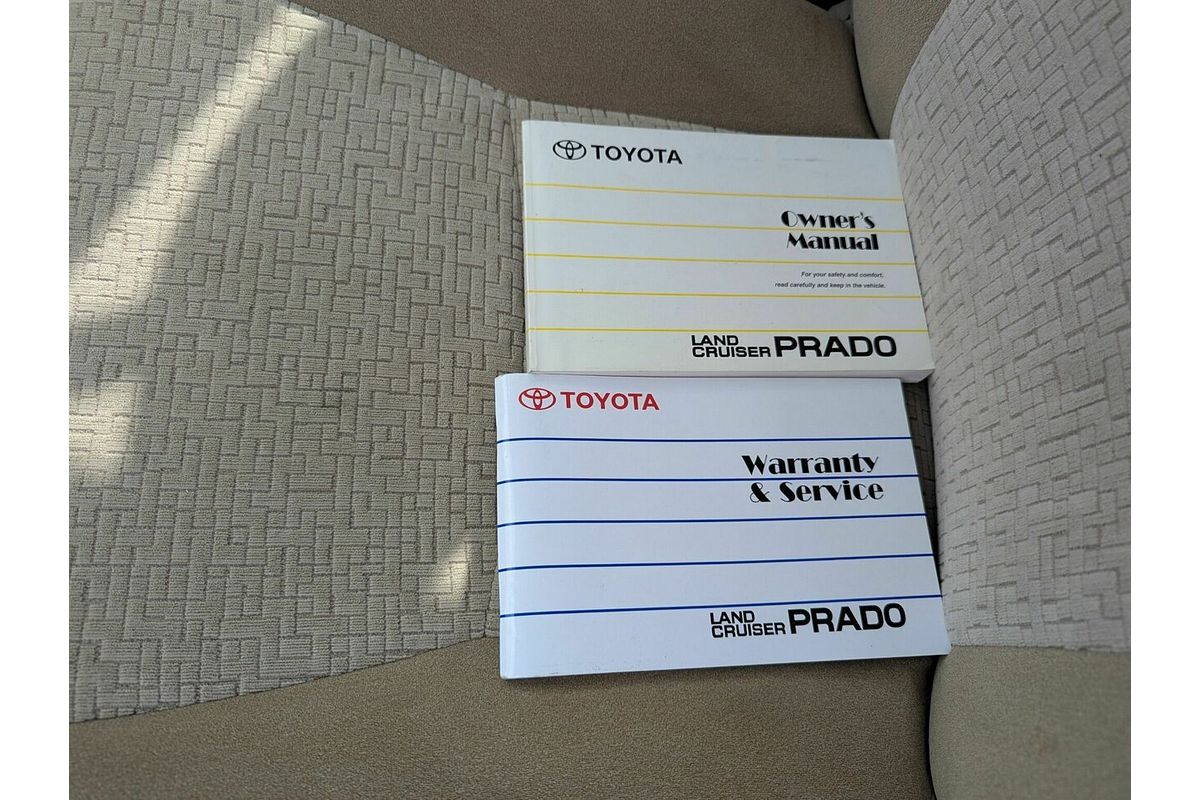 TOYOTA
Owner's
Manual
For your safety and comfort,
read carefully and keep in the vehicle.
LAND
CRUISER PRADO
TOYOTA
Warranty
& Service
LAND
CRUISER PRADO